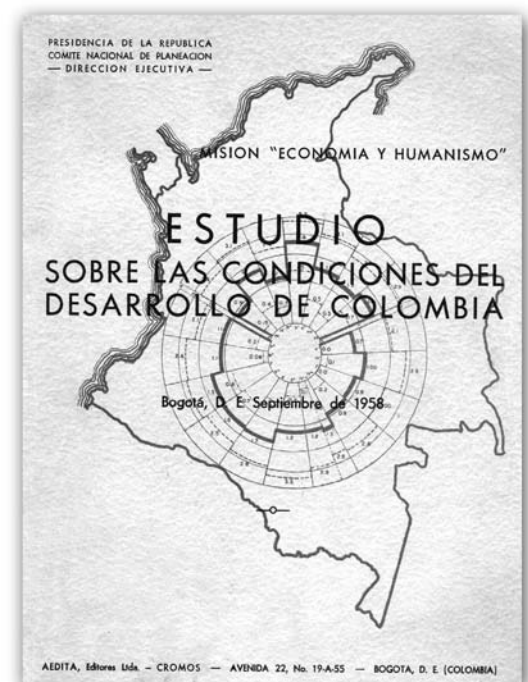 PRESIDENCIA DE LA REPUBLICA
COMITE NACIONAL DE PLANEACION
— DIRECCION EJECUTIVA —
MISION "ECONOMIA Y HUMANISMO"
ESTUDIO
SOBRE LAS CONDICIONES DEL
DESARROLLO DE COLOMBIA
Bogotá, D. E. Septiembre de 1958
AEDITA, Editores Ltda. – CROMOS — AVENIDA 22, No. 19-A-55 — BOGOTA, D. E. (COLOMBIA)